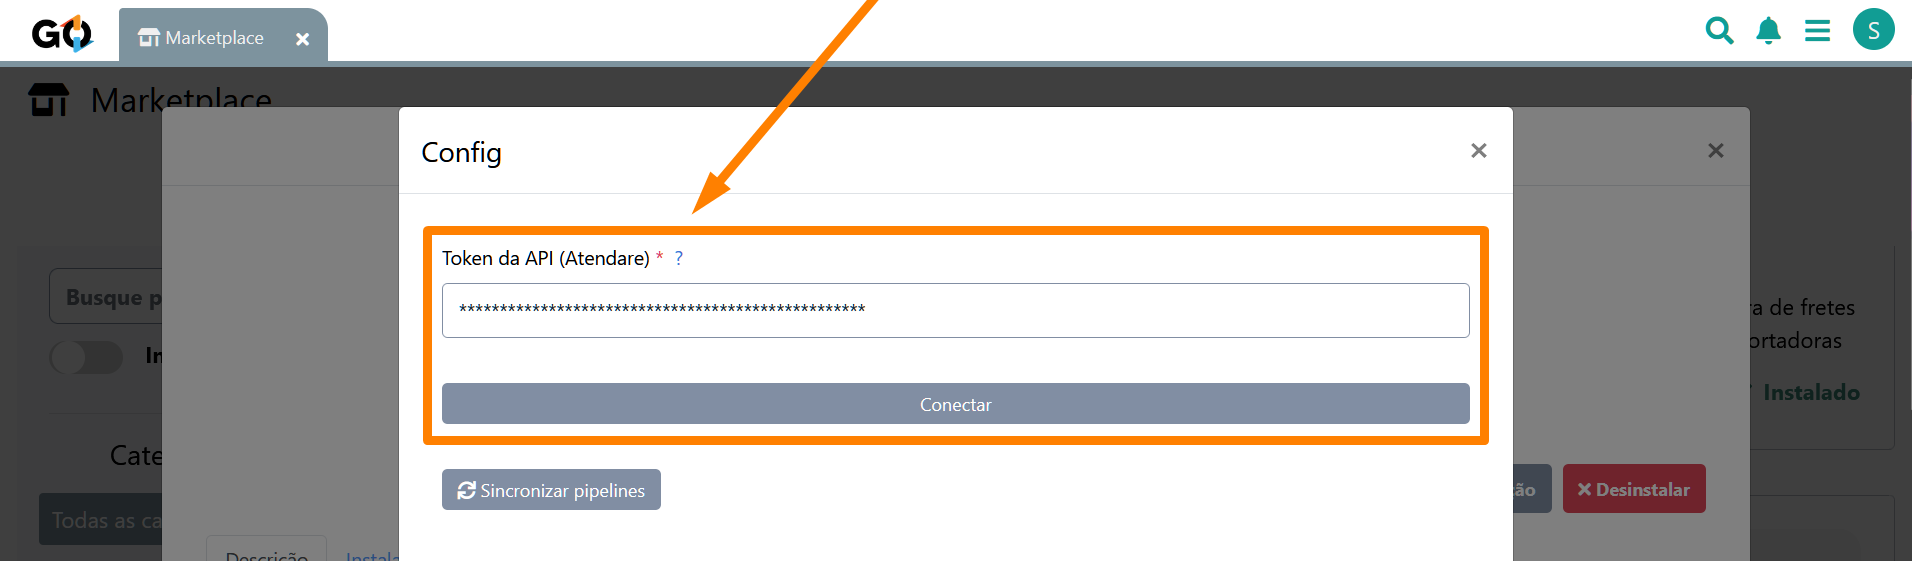 GO
Marketplace
S
Marketplace
Config
Token da API (Atendare) * ?
**************************************************
Conectar
Sincronizar pipelines
Busque p
In
Cate
Todas as ca
Descrição
Instala
a de fretes
ortadoras
Instalado
ão
Desinstalar